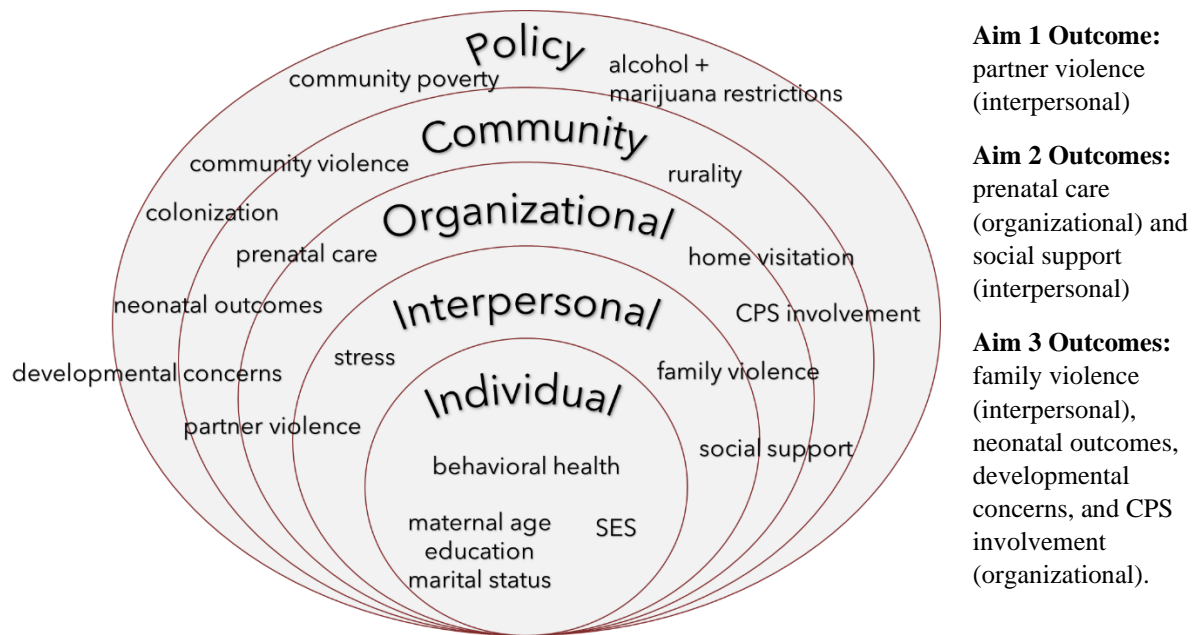 Policy
community poverty
alcohol +
marijuana restrictions
Community
community violence
rurality
colonization
Organizational
prenatal care
home visitation
neonatal outcomes
Interpersonal
CPS involvement
stress
developmental concerns
family violence
Individual
partner violence
social support
behavioral health
maternal age
education
marital status
SES
Aim 1 Outcome:
partner violence
(interpersonal)
Aim 2 Outcomes:
prenatal care
(organizational) and
social support
(interpersonal)
Aim 3 Outcomes:
family violence
(interpersonal),
neonatal outcomes,
developmental
concerns, and CPS
involvement
(organizational).